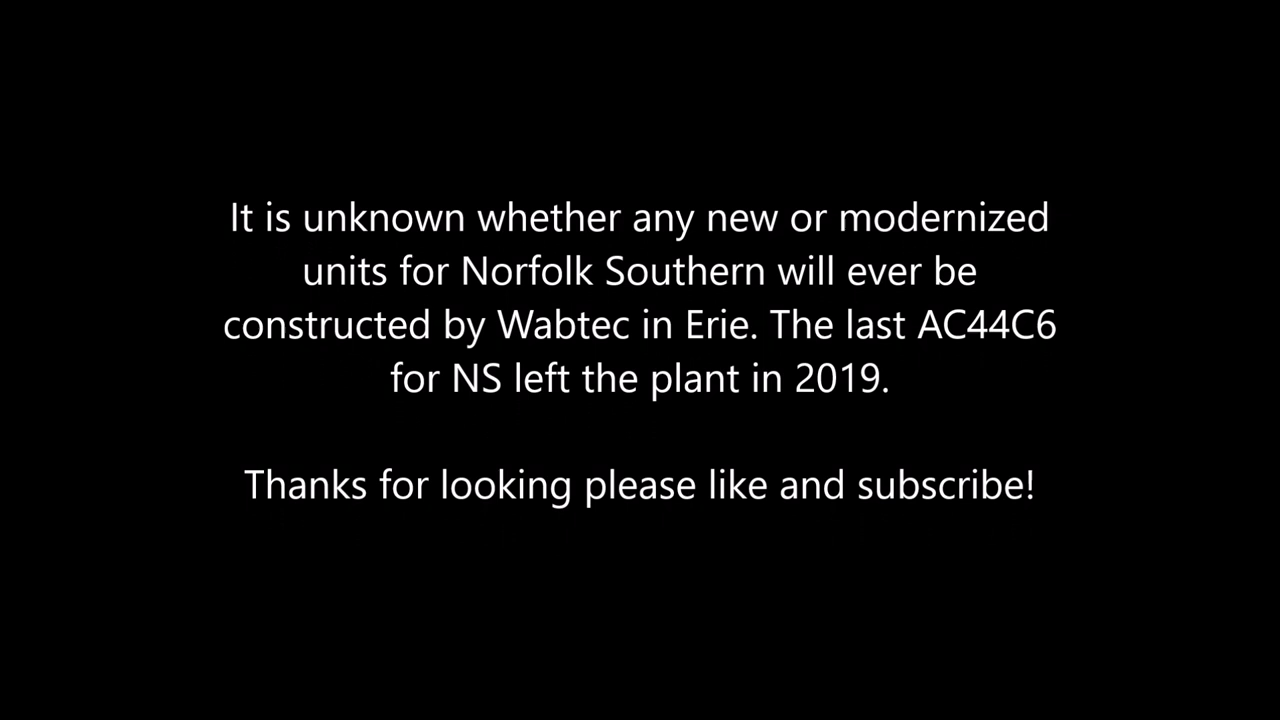 It is unknown whether any new or modernized
units for Norfolk Southern will ever be
constructed by Wabtec in Erie. The last AC44C6
for NS left the plant in 2019.
Thanks for looking please like and subscribe!